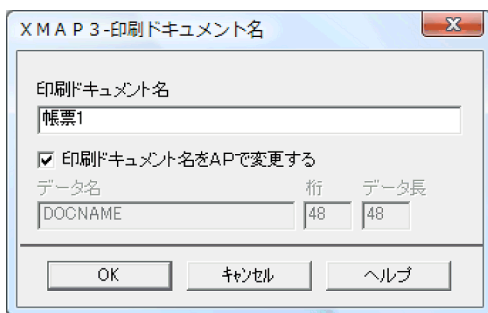 XMAP3-印刷ドキュメント名
印刷ドキュメント名
帳票1
印刷ドキュメント名をAPで変更する
データ名 桁 データ長
DOCNAME 48 48
OK キャンセル ヘルプ